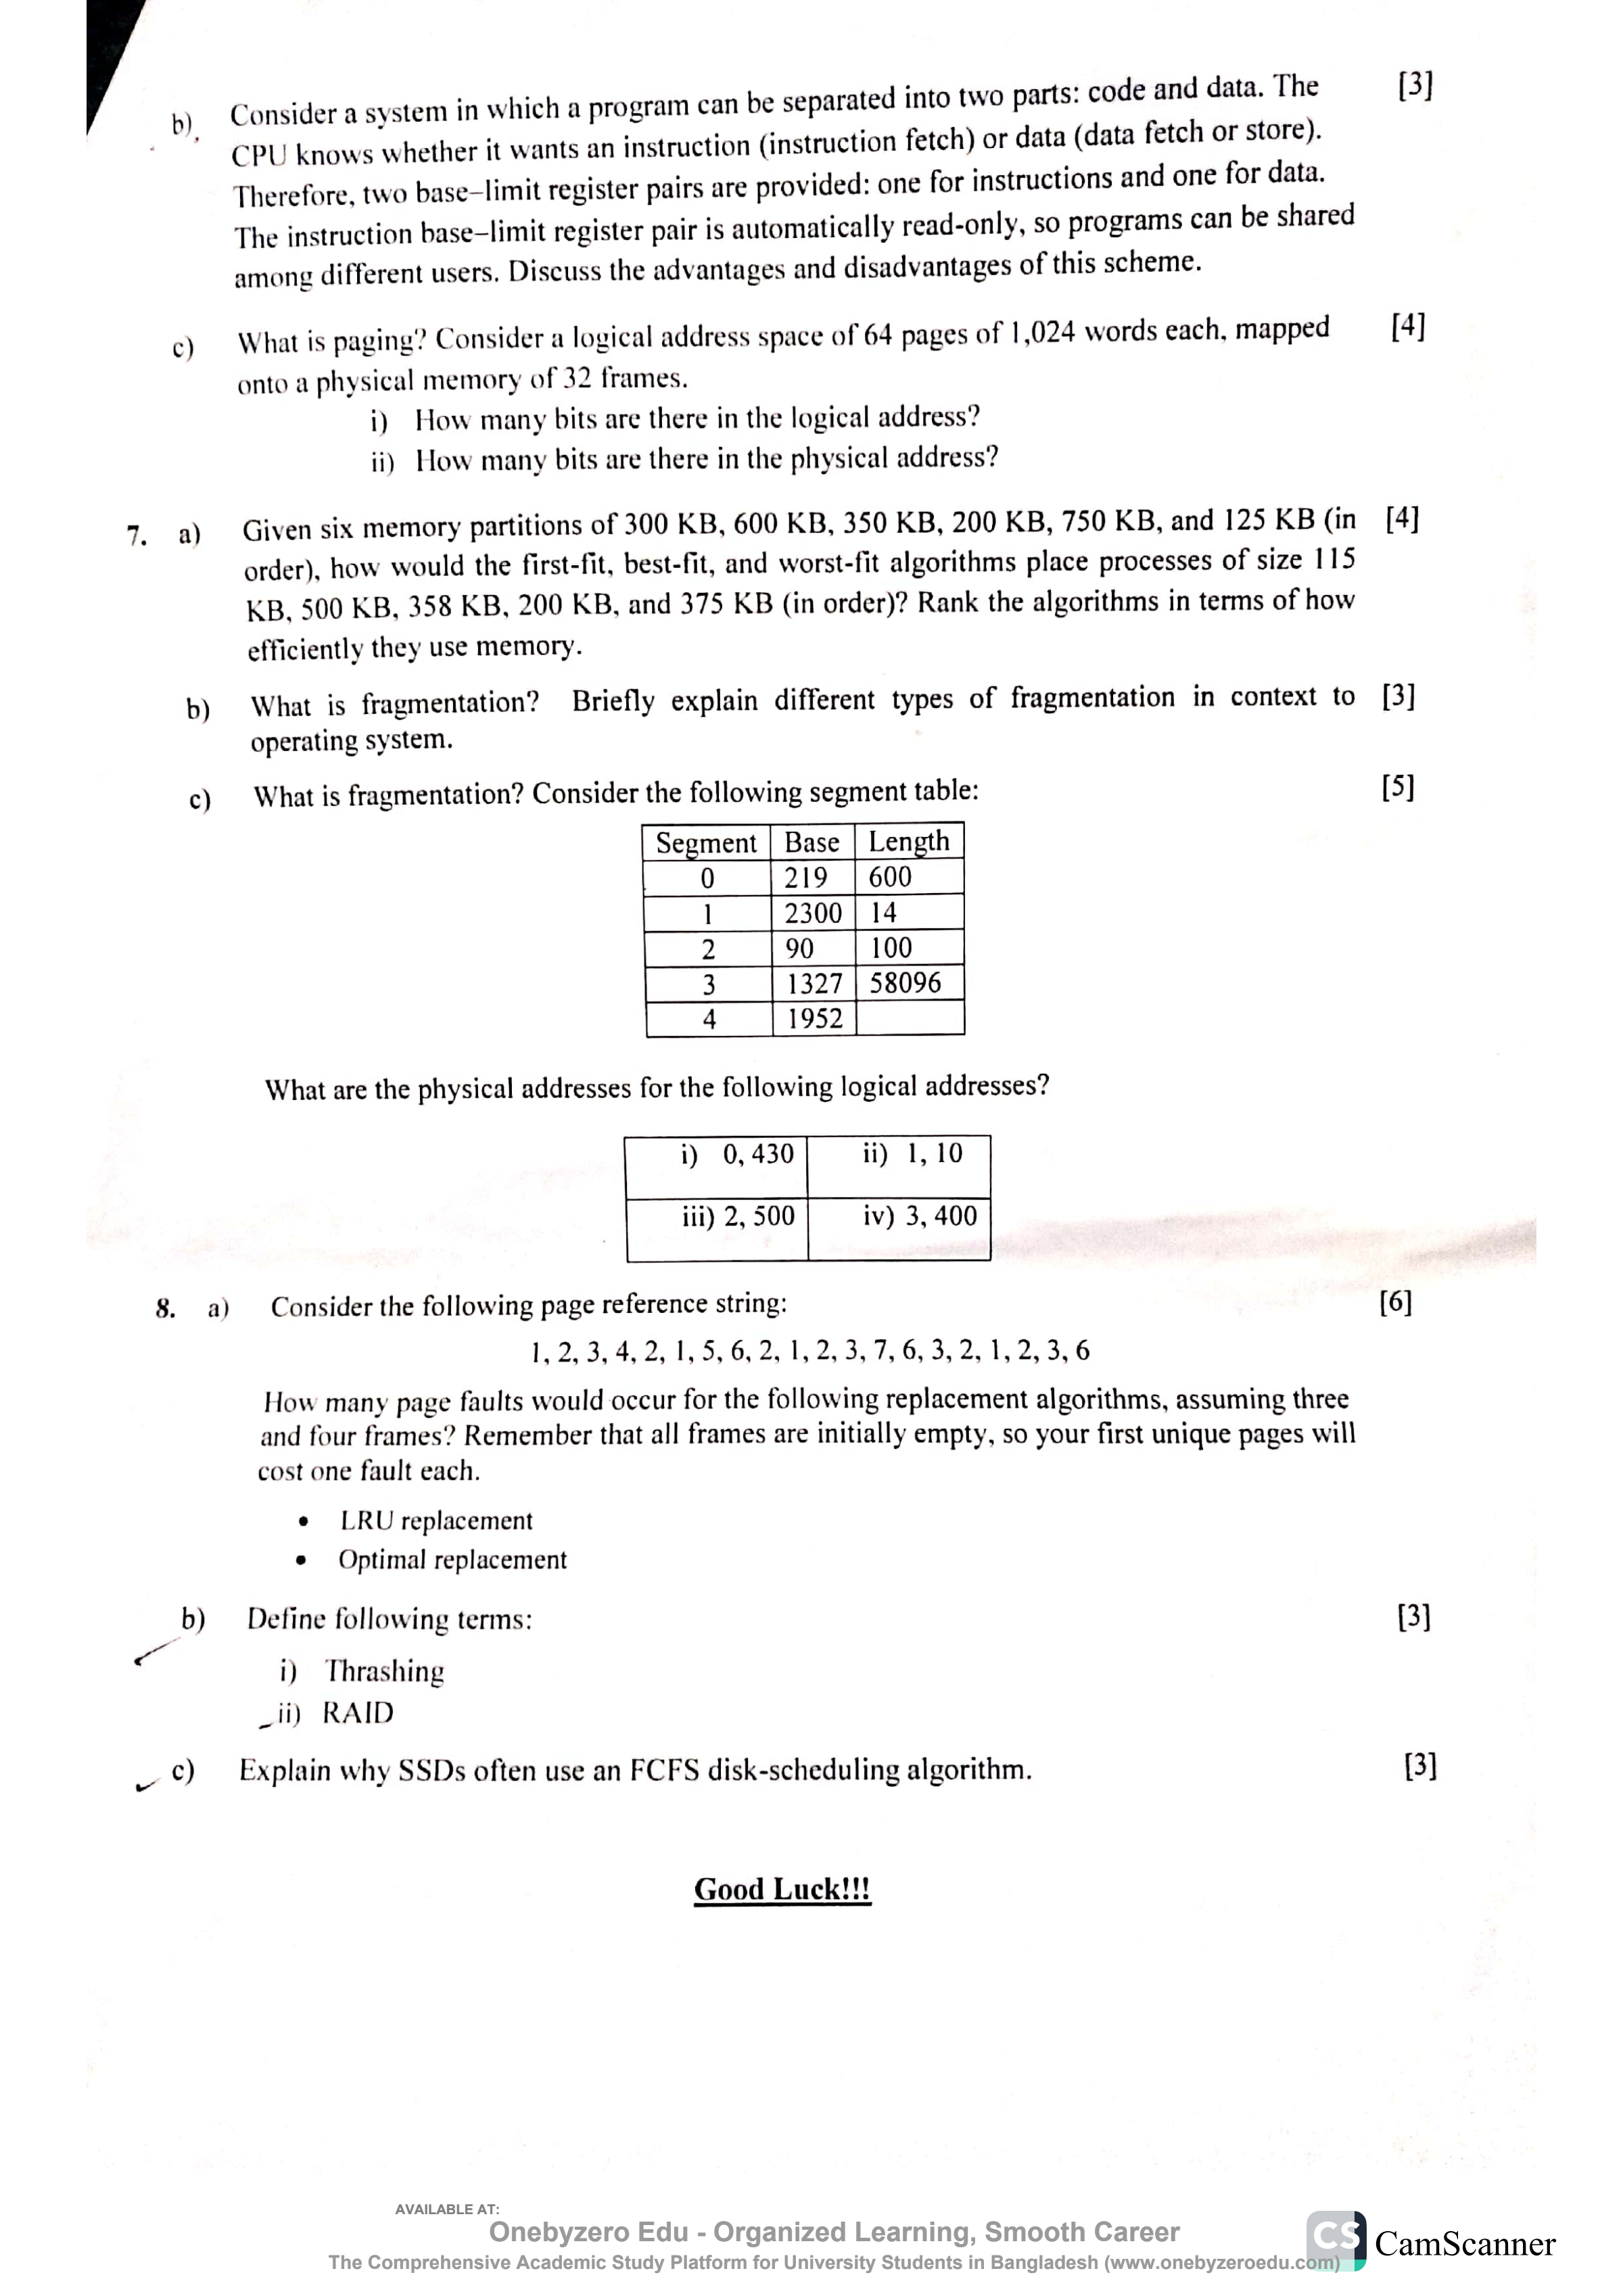 b). Consider a system in which a program can be separated into two parts: code and data. The [3]
CPU knows whether it wants an instruction (instruction fetch) or data (data fetch or store).
Therefore, two base–limit register pairs are provided: one for instructions and one for data.
The instruction base–limit register pair is automatically read-only, so programs can be shared
among different users. Discuss the advantages and disadvantages of this scheme.
c) What is paging? Consider a logical address space of 64 pages of 1,024 words each, mapped [4]
onto a physical memory of 32 frames.
i) How many bits are there in the logical address?
ii) How many bits are there in the physical address?
7. a) Given six memory partitions of 300 KB, 600 KB, 350 KB, 200 KB, 750 KB, and 125 KB (in [4]
order), how would the first-fit, best-fit, and worst-fit algorithms place processes of size 115
KB, 500 KB, 358 KB, 200 KB, and 375 KB (in order)? Rank the algorithms in terms of how
efficiently they use memory.
b) What is fragmentation? Briefly explain different types of fragmentation in context to [3]
operating system.
c) What is fragmentation? Consider the following segment table: [5]
Segment Base Length
0 219 600
1 2300 14
2 90 100
3 1327 58096
4 1952
What are the physical addresses for the following logical addresses?
i) 0, 430 ii) 1, 10
iii) 2, 500 iv) 3, 400
8. a) Consider the following page reference string: [6]
1, 2, 3, 4, 2, 1, 5, 6, 2, 1, 2, 3, 7, 6, 3, 2, 1, 2, 3, 6
How many page faults would occur for the following replacement algorithms, assuming three
and four frames? Remember that all frames are initially empty, so your first unique pages will
cost one fault each.
• LRU replacement
• Optimal replacement
b) Define following terms: [3]
i) Thrashing
ii) RAID
c) Explain why SSDs often use an FCFS disk-scheduling algorithm. [3]
Good Luck!!!
AVAILABLE AT:
Onebyzero Edu - Organized Learning, Smooth Career
The Comprehensive Academic Study Platform for University Students in Bangladesh (www.onebyzeroedu.com)
CS CamScanner